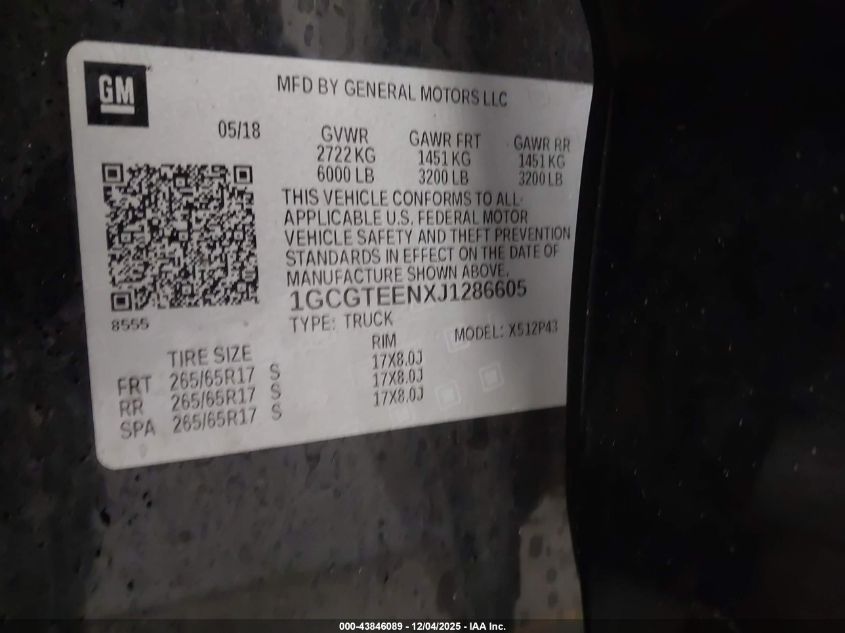 GM
MFD BY GENERAL MOTORS LLC
05/18 GVWR GAWR FRT GAWR RR
2722 KG 1451 KG 1451 KG
6000 LB 3200 LB 3200 LB
THIS VEHICLE CONFORMS TO ALL
APPLICABLE U.S. FEDERAL MOTOR
VEHICLE SAFETY AND THEFT PREVENTION
STANDARDS IN EFFECT ON THE DATE OF
MANUFACTURE SHOWN ABOVE.
1GCGTEENXJ1286605
8555 TYPE: TRUCK MODEL: X512P43
TIRE SIZE RIM
FRT 265/65R17 S 17X8.0J
RR 265/65R17 S 17X8.0J
SPA 265/65R17 S 17X8.0J
000-43846089 - 12/04/2025 - IAA Inc.